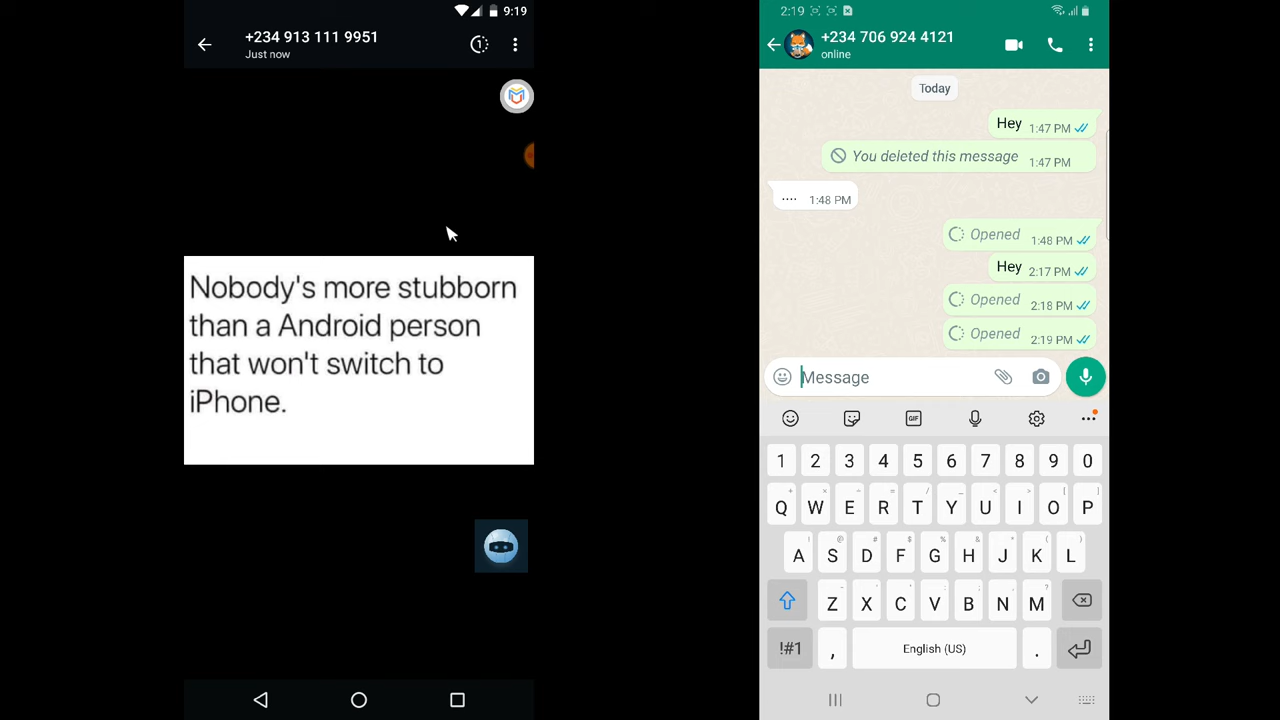 9:19
+234 913 111 9951
Just now
1
Nobody's more stubborn
than a Android person
that won't switch to
iPhone.
2:19
+234 706 924 4121
online
Today
Hey 1:47 PM
You deleted this message 1:47 PM
.... 1:48 PM
Opened 1:48 PM
Hey 2:17 PM
Opened 2:18 PM
Opened 2:19 PM
Message
GIF
1 2 3 4 5 6 7 8 9 0
Q W E R T Y U I O P
A S D F G H J K L
Z X C V B N M
!#1 , English (US) .